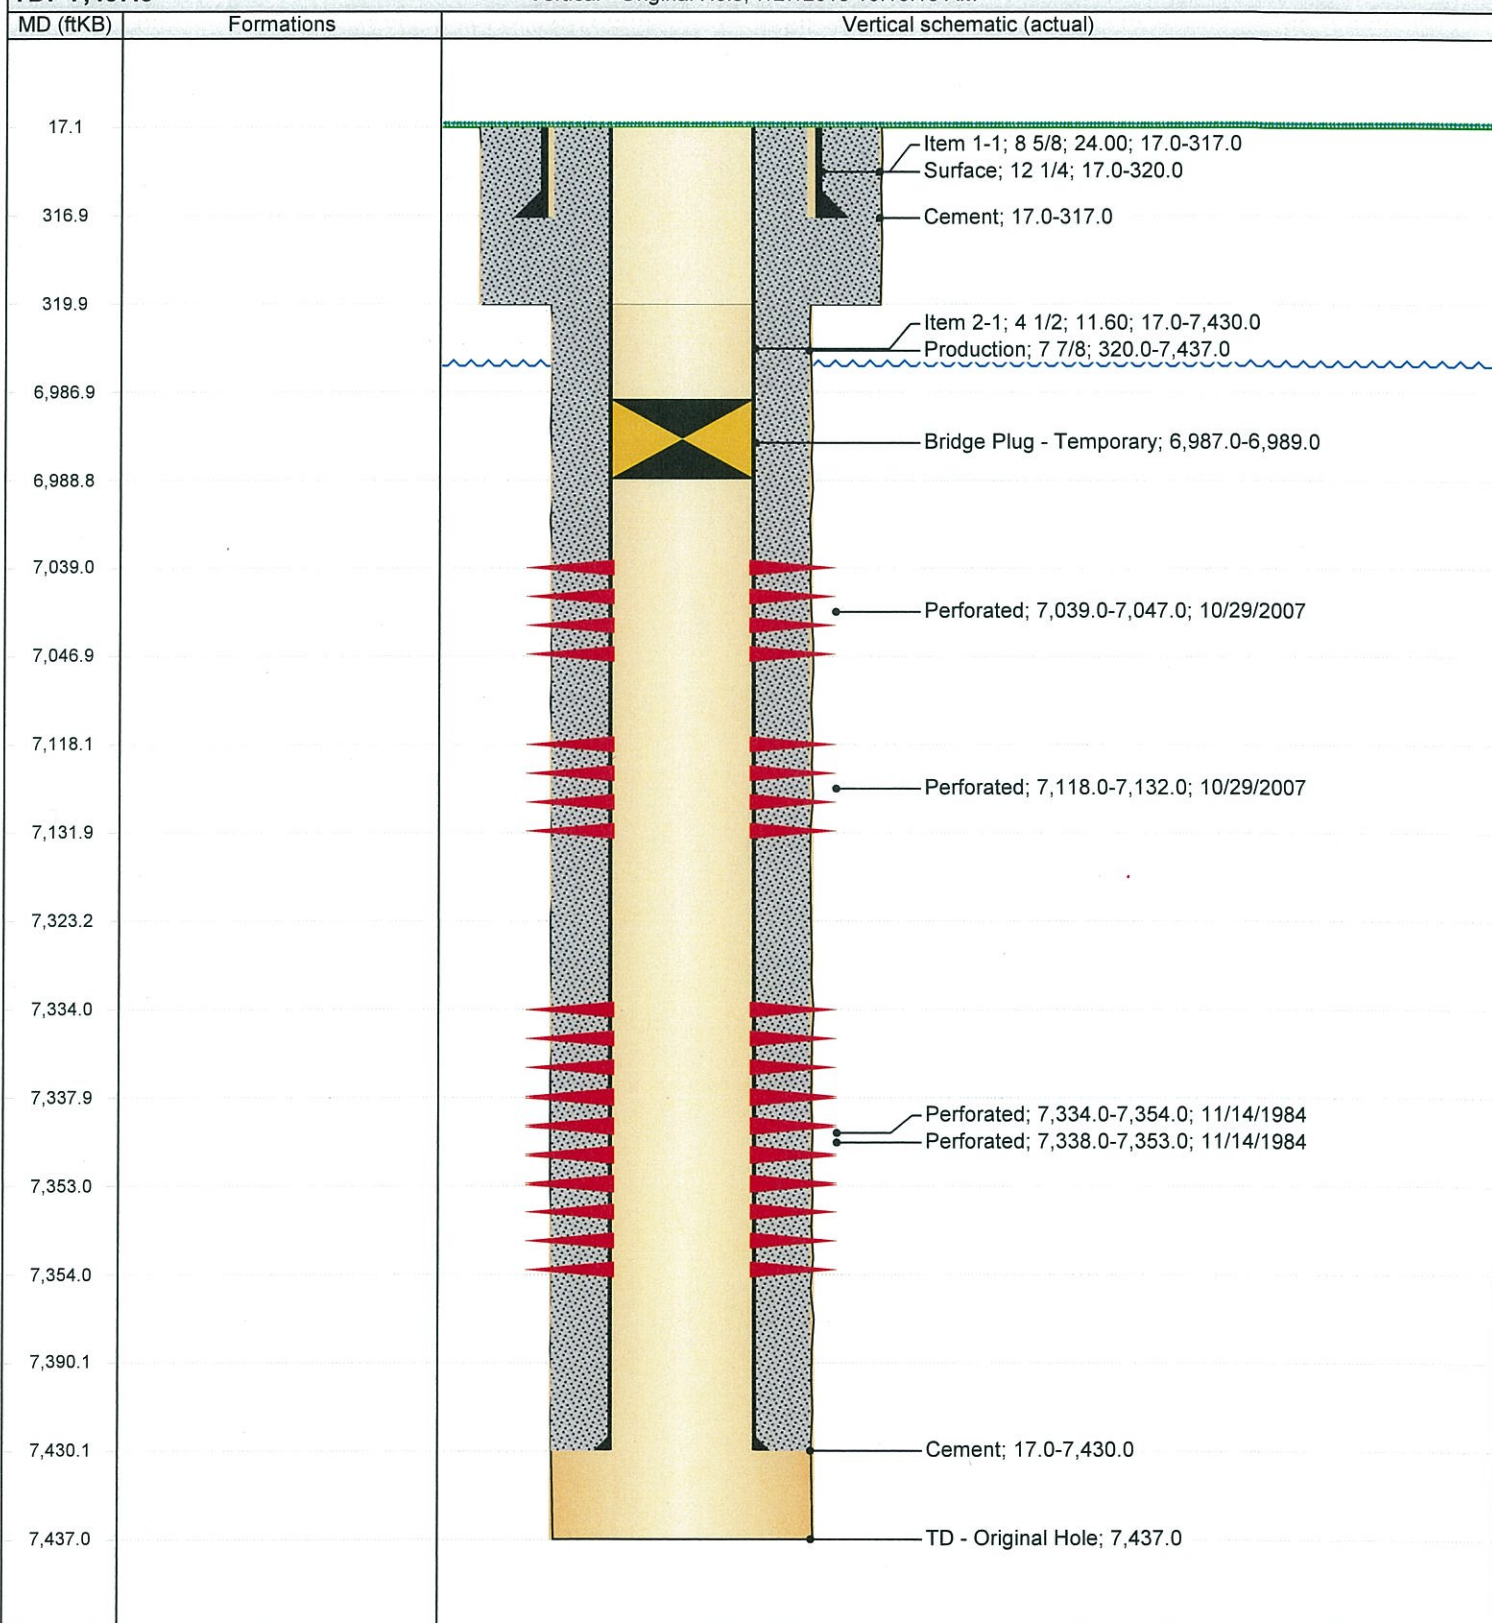 MD (ftKB) Formations Vertical schematic (actual)
17.1
Item 1-1; 8 5/8; 24.00; 17.0-317.0
Surface; 12 1/4; 17.0-320.0
316.9
Cement; 17.0-317.0
319.9
Item 2-1; 4 1/2; 11.60; 17.0-7,430.0
Production; 7 7/8; 320.0-7,437.0
6,986.9
Bridge Plug - Temporary; 6,987.0-6,989.0
6,988.8
7,039.0
Perforated; 7,039.0-7,047.0; 10/29/2007
7,046.9
7,118.1
Perforated; 7,118.0-7,132.0; 10/29/2007
7,131.9
7,323.2
7,334.0
7,337.9
Perforated; 7,334.0-7,354.0; 11/14/1984
Perforated; 7,338.0-7,353.0; 11/14/1984
7,353.0
7,354.0
7,390.1
7,430.1
Cement; 17.0-7,430.0
7,437.0
TD - Original Hole; 7,437.0